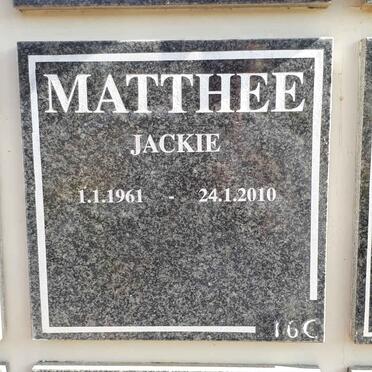 MATTHEE
JACKIE
1.1.1961 - 24.1.2010
16C